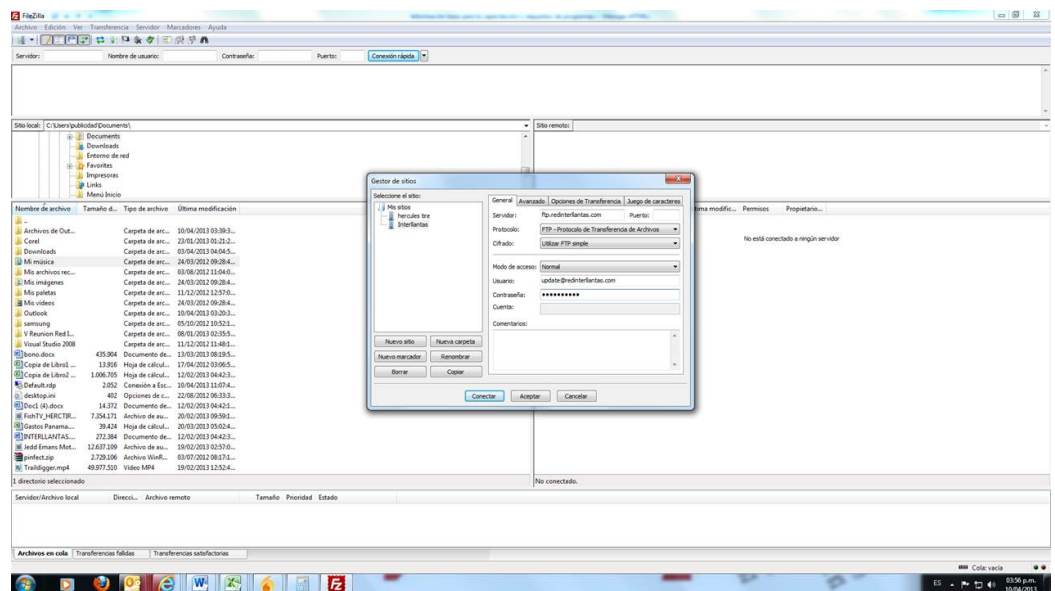 FileZilla
Archivo Edición Ver Transferencia Servidor Marcadores Ayuda
Servidor: Nombre de usuario: Contraseña: Puerto: Conexión rápida
Sitio local: C:\Users\publicidad\Documents\ Sitio remoto:
Documents
Downloads
Entorno de red
Favorites
Impresoras
Links
Menú Inicio
Nombre de archivo Tamaño d... Tipo de archivo Última modificación
..
Archivos de Out... Carpeta de arc... 10/04/2013 03:39:3...
Corel Carpeta de arc... 23/01/2013 01:21:2...
Downloads Carpeta de arc... 03/04/2013 04:04:5...
Mi música Carpeta de arc... 24/03/2012 09:28:4...
Mis archivos rec... Carpeta de arc... 03/08/2012 11:04:0...
Mis imágenes Carpeta de arc... 24/03/2012 09:28:4...
Mis paletas Carpeta de arc... 11/12/2012 12:57:0...
Mis vídeos Carpeta de arc... 24/03/2012 09:28:4...
Outlook Carpeta de arc... 10/04/2013 03:20:3...
samsung Carpeta de arc... 05/10/2012 10:52:1...
V Reunion Red I... Carpeta de arc... 08/01/2013 02:35:5...
Visual Studio 2008 Carpeta de arc... 11/12/2012 11:48:1...
bono.docx 435.904 Documento de... 13/03/2013 08:19:5...
Copia de Libro1 ... 13.916 Hoja de cálcul... 17/04/2012 03:06:5...
Copia de Libro2 ... 1.006.705 Hoja de cálcul... 12/02/2013 04:42:3...
Default.rdp 2.052 Conexión a Esc... 10/04/2013 11:07:4...
desktop.ini 402 Opciones de c... 22/08/2012 06:33:3...
Doc1 (4).docx 14.372 Documento de... 12/02/2013 04:42:1...
FishTV_HERCTIR... 7.354.171 Archivo de au... 20/02/2013 09:59:1...
Gastos Panama... 39.424 Hoja de cálcul... 20/03/2013 05:02:4...
INTERLLANTAS.... 272.384 Documento de... 12/02/2013 04:42:3...
Jedd Emans Mot... 12.637.109 Archivo de au... 19/02/2013 02:57:0...
pinfect.zip 2.729.106 Archivo WinR... 03/07/2012 08:17:1...
Traildigger.mp4 49.977.510 Vídeo MP4 19/02/2013 12:52:4...
1 directorio seleccionado
Gestor de sitios
Seleccione el sitio:
Mis sitios
hercules tire
Interllantas
Nuevo sitio Nueva carpeta
Nuevo marcador Renombrar
Borrar Copiar
General Avanzado Opciones de Transferencia Juego de caracteres
Servidor: ftp.redinterllantas.com Puerto:
Protocolo: FTP - Protocolo de Transferencia de Archivos
Cifrado: Utilizar FTP simple
Modo de acceso: Normal
Usuario: update@redinterllantas.com
Contraseña: ●●●●●●●●●●
Cuenta:
Comentarios:
Conectar Aceptar Cancelar
tima modific... Permisos Propietario...
No está conectado a ningún servidor
No conectado.
Servidor/Archivo local Direcci... Archivo remoto Tamaño Prioridad Estado
Archivos en cola Transferencias fallidas Transferencias satisfactorias
Cola: vacía
ES 03:56 p.m.
10/04/2013